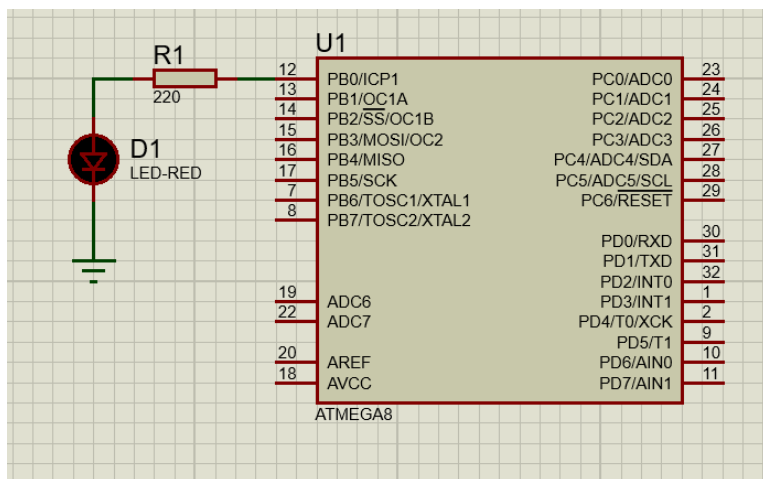 R1
220
D1
LED-RED
U1
12 PB0/ICP1
13 PB1/OC1A
14 PB2/SS/OC1B
15 PB3/MOSI/OC2
16 PB4/MISO
17 PB5/SCK
7 PB6/TOSC1/XTAL1
8 PB7/TOSC2/XTAL2
19 ADC6
22 ADC7
20 AREF
18 AVCC
PC0/ADC0 23
PC1/ADC1 24
PC2/ADC2 25
PC3/ADC3 26
PC4/ADC4/SDA 27
PC5/ADC5/SCL 28
PC6/RESET 29
PD0/RXD 30
PD1/TXD 31
PD2/INT0 32
PD3/INT1 1
PD4/T0/XCK 2
PD5/T1 9
PD6/AIN0 10
PD7/AIN1 11
ATMEGA8